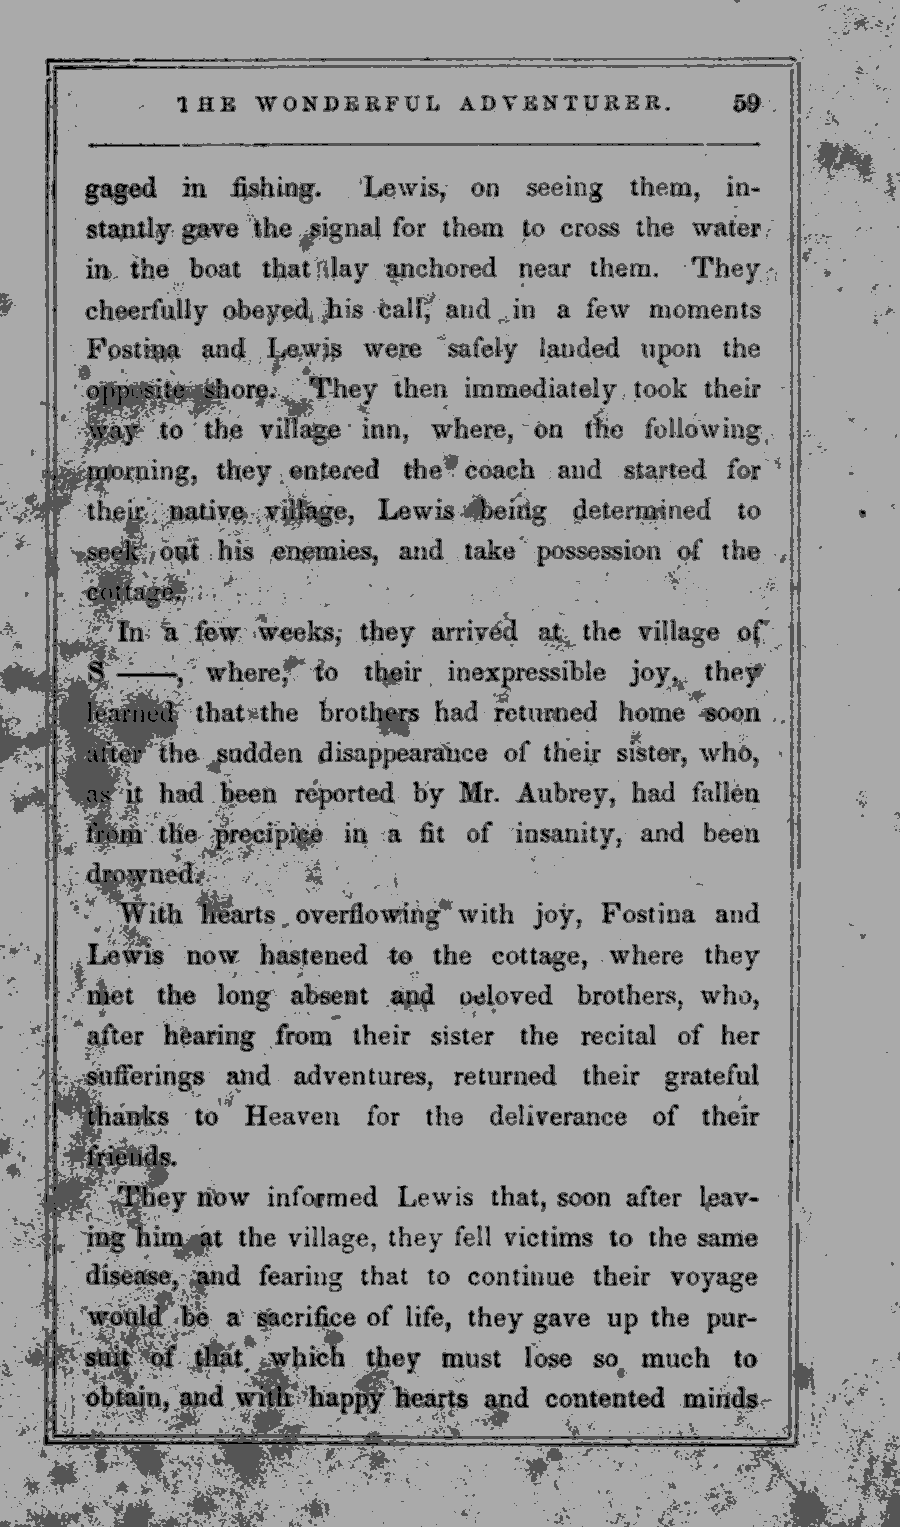 THE WONDERFUL ADVENTURER. 59
gaged in fishing. Lewis, on seeing them, in-
stantly gave the signal for them to cross the water
in the boat that lay anchored near them. They
cheerfully obeyed his call, and in a few moments
Fostina and Lewis were safely landed upon the
opposite shore. They then immediately took their
way to the village inn, where, on the following
morning, they entered the coach and started for
their native village, Lewis being determined to
seek out his enemies, and take possession of the
cottage.
In a few weeks, they arrived at the village of
S ——, where, to their inexpressible joy, they
learned that the brothers had returned home soon
after the sudden disappearance of their sister, who,
as it had been reported by Mr. Aubrey, had fallen
from the precipice in a fit of insanity, and been
drowned.
With hearts overflowing with joy, Fostina and
Lewis now hastened to the cottage, where they
met the long absent and beloved brothers, who,
after hearing from their sister the recital of her
sufferings and adventures, returned their grateful
thanks to Heaven for the deliverance of their
friends.
They now informed Lewis that, soon after leav-
ing him at the village, they fell victims to the same
disease, and fearing that to continue their voyage
would be a sacrifice of life, they gave up the pur-
suit of that which they must lose so much to
obtain, and with happy hearts and contented minds